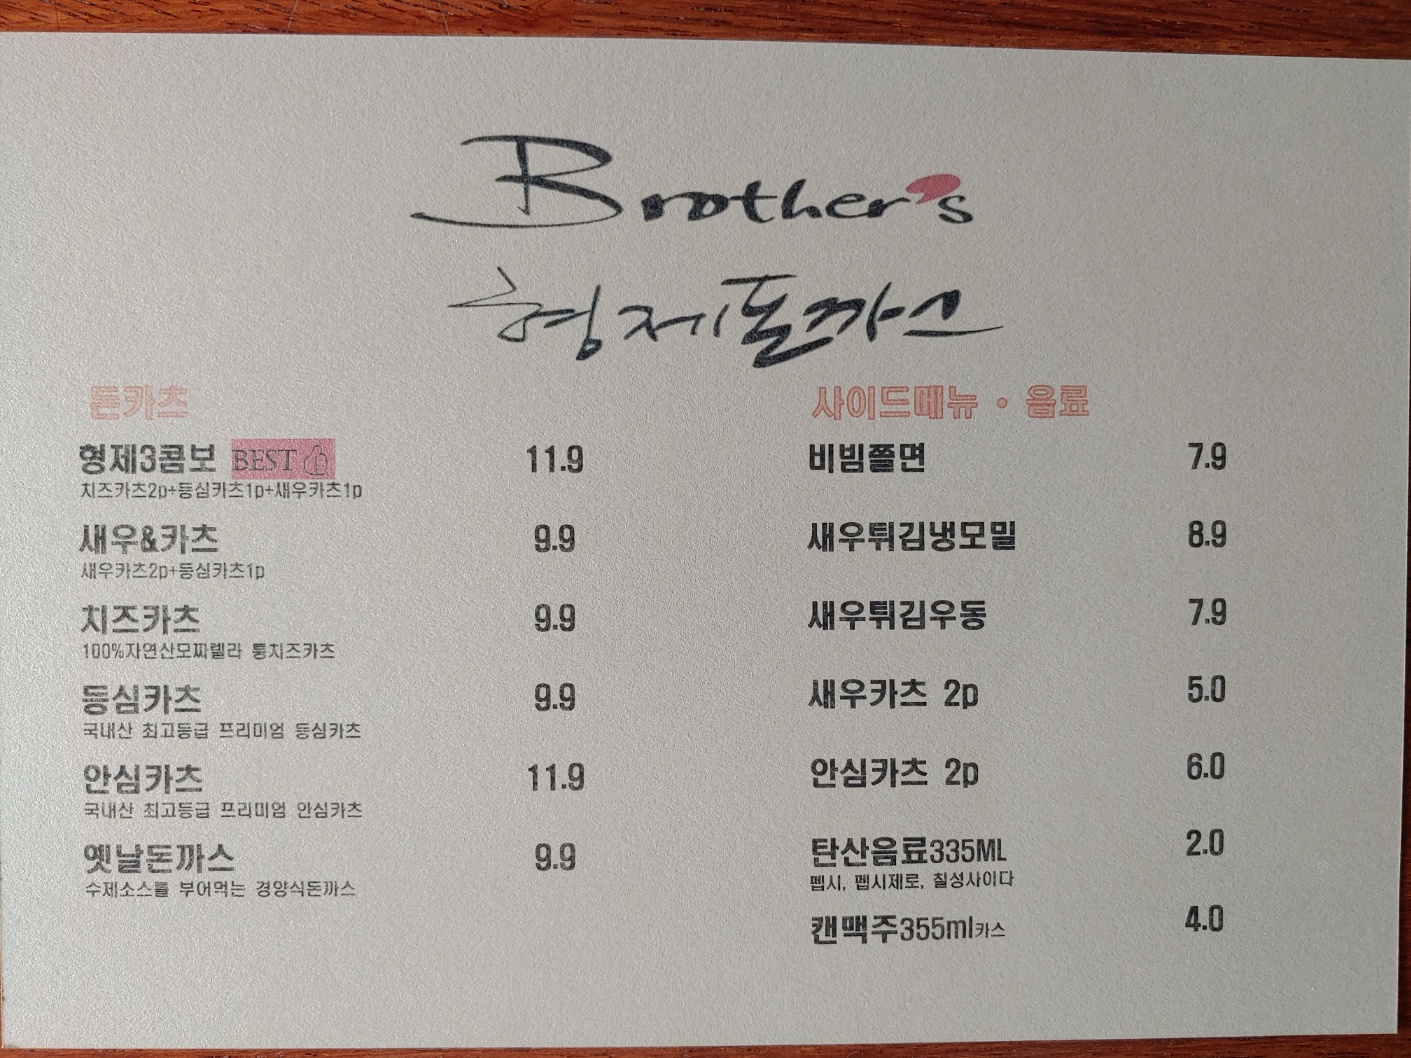 Brother's
형제돈까스
돈카츠
형제3콤보 BEST 11.9
치즈카츠2p+등심카츠1p+새우카츠1p
새우&카츠 9.9
새우카츠2p+등심카츠1p
치즈카츠 9.9
100%자연산모짜렐라 통치즈카츠
등심카츠 9.9
국내산 최고등급 프리미엄 등심카츠
안심카츠 11.9
국내산 최고등급 프리미엄 안심카츠
옛날돈까스 9.9
수제소스를 부어먹는 경양식돈까스
사이드메뉴 • 음료
비빔쫄면 7.9
새우튀김냉모밀 8.9
새우튀김우동 7.9
새우카츠 2p 5.0
안심카츠 2p 6.0
탄산음료335ML 2.0
펩시, 펩시제로, 칠성사이다
캔맥주355ml카스 4.0